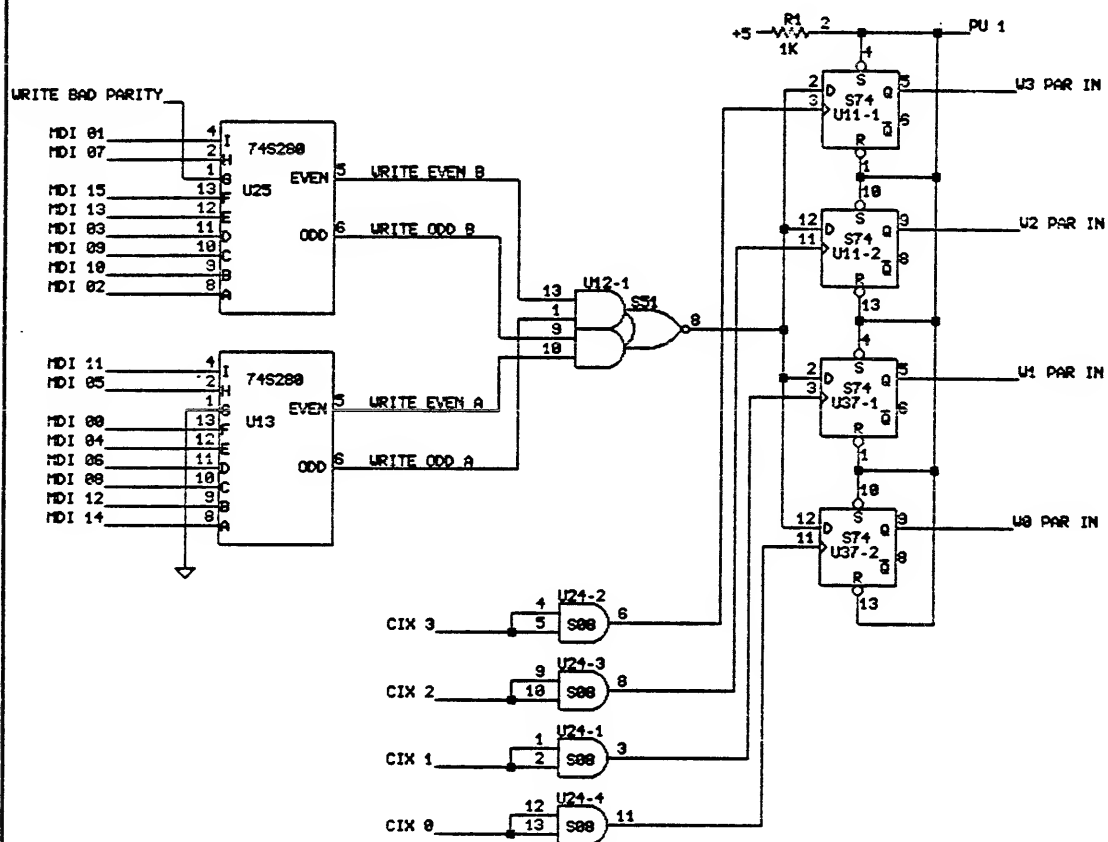 R1
+5
2
PU 1
1K
4
S
2
D
Q
5
W3 PAR IN
3
S74
U11-1
Q
6
R
1
WRITE BAD PARITY
MDI 01
4
I
74S280
MDI 07
2
H
1
G
U25
EVEN
5
WRITE EVEN B
MDI 15
13
F
MDI 13
12
E
MDI 03
11
D
ODD
6
WRITE ODD B
MDI 09
10
C
MDI 10
9
B
MDI 02
8
A
10
S
12
D
Q
9
W2 PAR IN
11
S74
U11-2
Q
8
R
13
U12-1
S51
13
1
9
10
8
MDI 11
4
I
74S280
MDI 05
2
H
1
G
U13
EVEN
5
WRITE EVEN A
MDI 00
13
F
MDI 04
12
E
MDI 06
11
D
ODD
6
WRITE ODD A
MDI 08
10
C
MDI 12
9
B
MDI 14
8
A
4
S
2
D
Q
5
W1 PAR IN
3
S74
U37-1
Q
6
R
1
10
S
12
D
Q
9
W0 PAR IN
11
S74
U37-2
Q
8
R
13
U24-2
CIX 3
4
5
S08
6
U24-3
CIX 2
9
10
S08
8
U24-1
CIX 1
1
2
S08
3
U24-4
CIX 0
12
13
S08
11